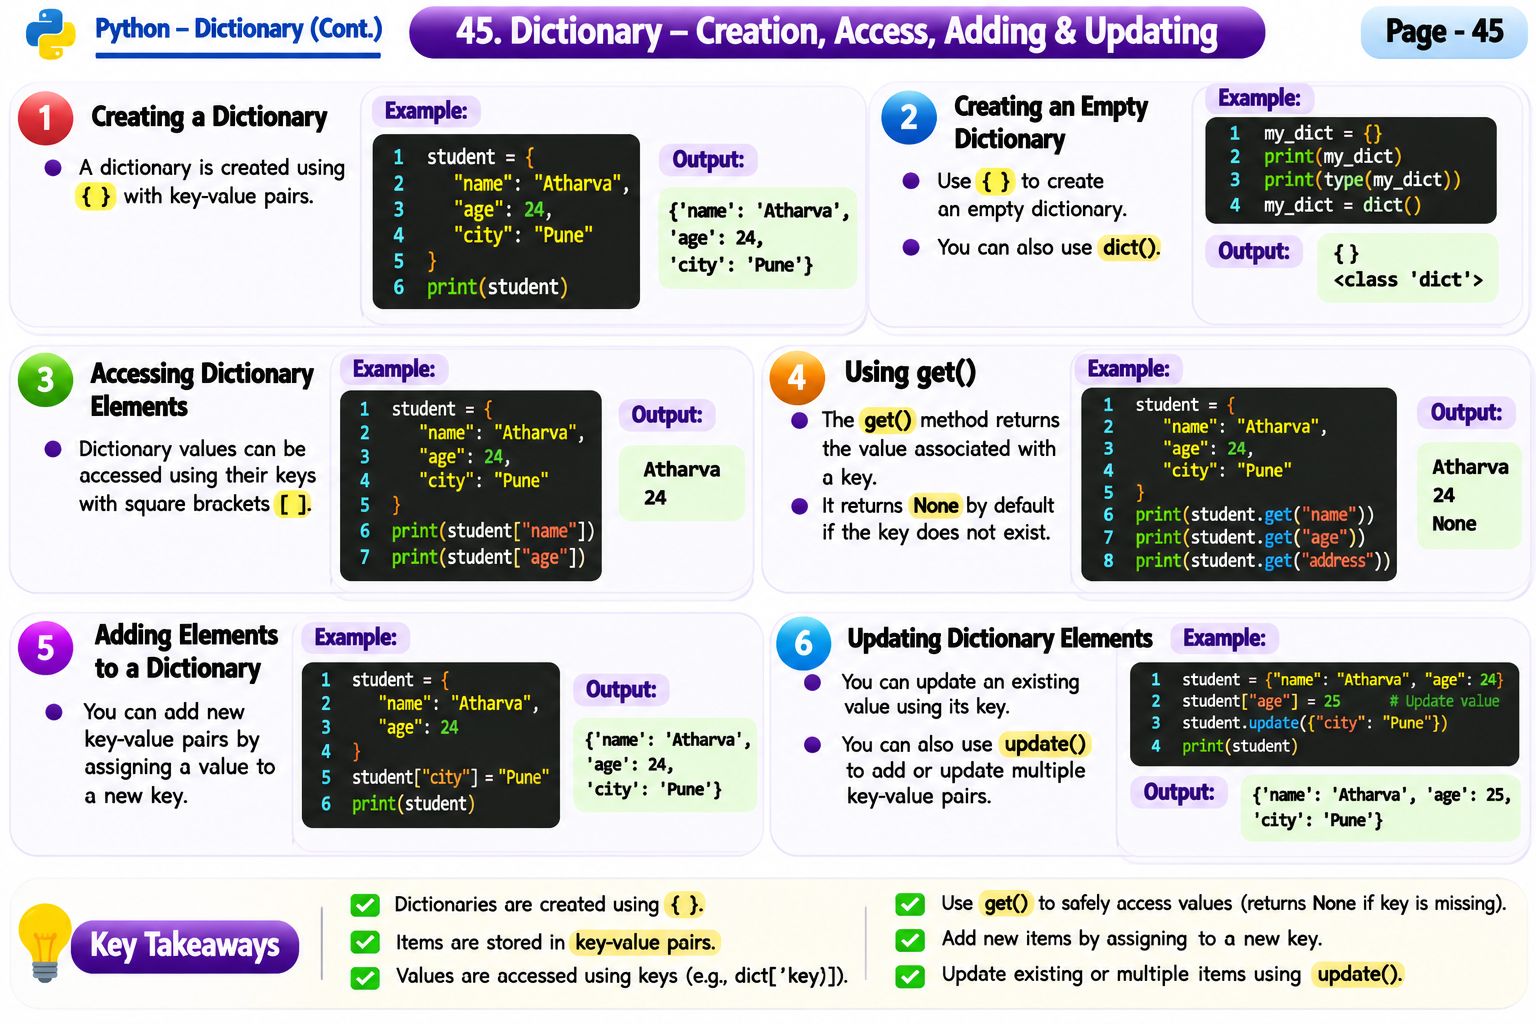 Python – Dictionary (Cont.)
45. Dictionary – Creation, Access, Adding & Updating
Page - 45
1
Creating a Dictionary
A dictionary is created using
{ } with key-value pairs.
Example:
1 student = {
2 "name": "Atharva",
3 "age": 24,
4 "city": "Pune"
5 }
6 print(student)
Output:
{'name': 'Atharva',
'age': 24,
'city': 'Pune'}
2
Creating an Empty
Dictionary
Use { } to create
an empty dictionary.
You can also use dict().
Example:
1 my_dict = {}
2 print(my_dict)
3 print(type(my_dict))
4 my_dict = dict()
Output:
{ }
<class 'dict'>
3
Accessing Dictionary
Elements
Dictionary values can be
accessed using their keys
with square brackets [ ].
Example:
1 student = {
2 "name": "Atharva",
3 "age": 24,
4 "city": "Pune"
5 }
6 print(student["name"])
7 print(student["age"])
Output:
Atharva
24
4
Using get()
The get() method returns
the value associated with
a key.
It returns None by default
if the key does not exist.
Example:
1 student = {
2 "name": "Atharva",
3 "age": 24,
4 "city": "Pune"
5 }
6 print(student.get("name"))
7 print(student.get("age"))
8 print(student.get("address"))
Output:
Atharva
24
None
5
Adding Elements
to a Dictionary
You can add new
key-value pairs by
assigning a value to
a new key.
Example:
1 student = {
2 "name": "Atharva",
3 "age": 24
4 }
5 student["city"] = "Pune"
6 print(student)
Output:
{'name': 'Atharva',
'age': 24,
'city': 'Pune'}
6
Updating Dictionary Elements
You can update an existing
value using its key.
You can also use update()
to add or update multiple
key-value pairs.
Example:
1 student = {"name": "Atharva", "age": 24}
2 student["age"] = 25 # Update value
3 student.update({"city": "Pune"})
4 print(student)
Output:
{'name': 'Atharva', 'age': 25,
'city': 'Pune'}
Key Takeaways
Dictionaries are created using { }.
Items are stored in key-value pairs.
Values are accessed using keys (e.g., dict['key)]).
Use get() to safely access values (returns None if key is missing).
Add new items by assigning to a new key.
Update existing or multiple items using update().